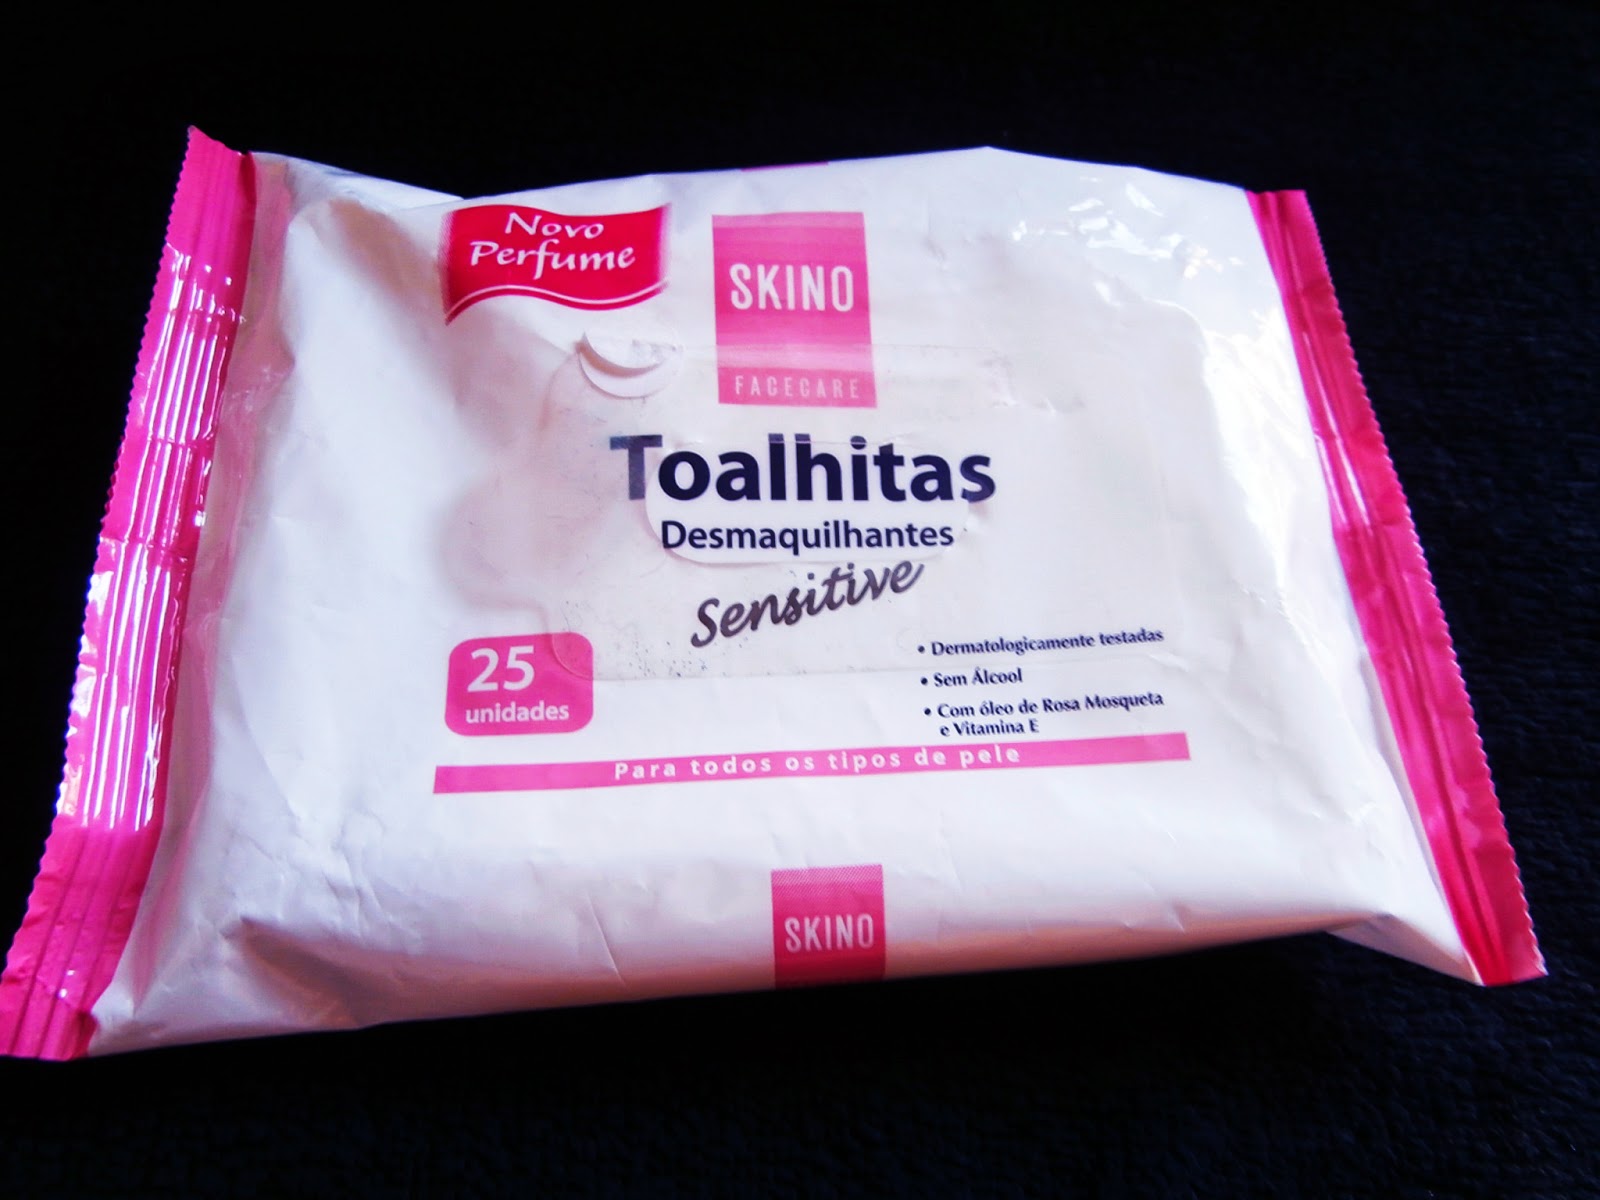 Novo
Perfume
SKINO
FACECARE
Toalhitas
Desmaquilhantes
Sensitive
25
unidades
• Dermatologicamente testadas
• Sem Álcool
• Com óleo de Rosa Mosqueta
e Vitamina E
Para todos os tipos de pele
SKINO